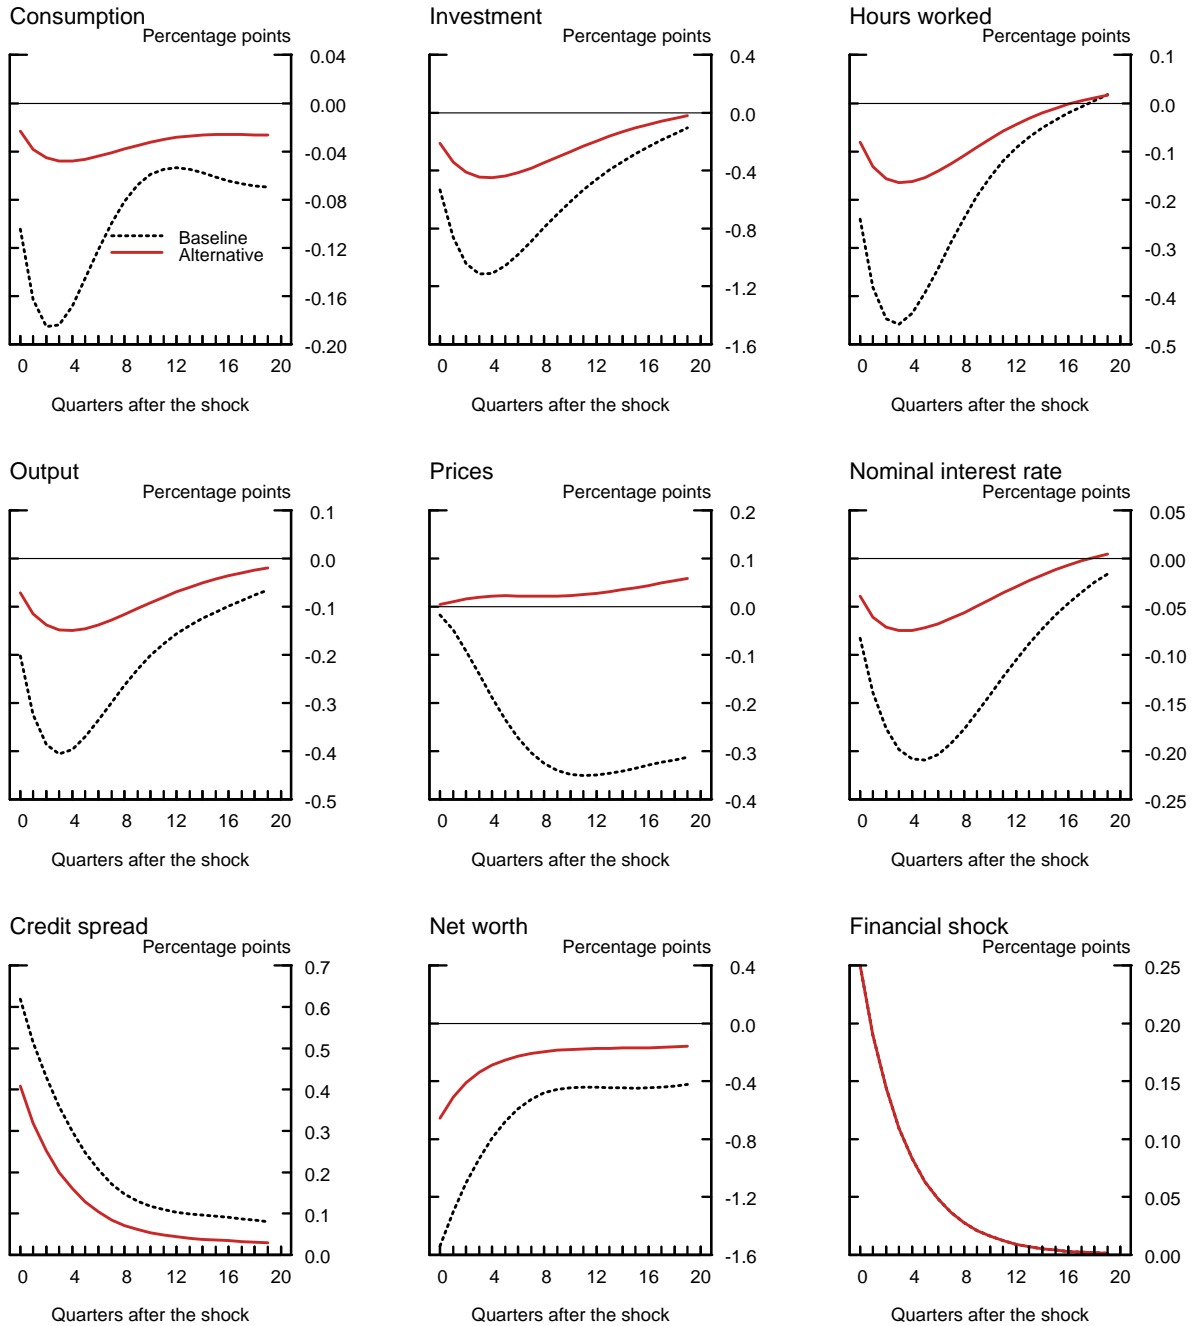 Consumption
Percentage points
0.04
0.00
-0.04
-0.08
-0.12
-0.16
-0.20
Baseline
Alternative
0 4 8 12 16 20
Quarters after the shock
Investment
Percentage points
0.4
0.0
-0.4
-0.8
-1.2
-1.6
0 4 8 12 16 20
Quarters after the shock
Hours worked
Percentage points
0.1
0.0
-0.1
-0.2
-0.3
-0.4
-0.5
0 4 8 12 16 20
Quarters after the shock
Output
Percentage points
0.1
0.0
-0.1
-0.2
-0.3
-0.4
-0.5
0 4 8 12 16 20
Quarters after the shock
Prices
Percentage points
0.2
0.1
0.0
-0.1
-0.2
-0.3
-0.4
0 4 8 12 16 20
Quarters after the shock
Nominal interest rate
Percentage points
0.05
0.00
-0.05
-0.10
-0.15
-0.20
-0.25
0 4 8 12 16 20
Quarters after the shock
Credit spread
Percentage points
0.7
0.6
0.5
0.4
0.3
0.2
0.1
0.0
0 4 8 12 16 20
Quarters after the shock
Net worth
Percentage points
0.4
0.0
-0.4
-0.8
-1.2
-1.6
0 4 8 12 16 20
Quarters after the shock
Financial shock
Percentage points
0.25
0.20
0.15
0.10
0.05
0.00
0 4 8 12 16 20
Quarters after the shock